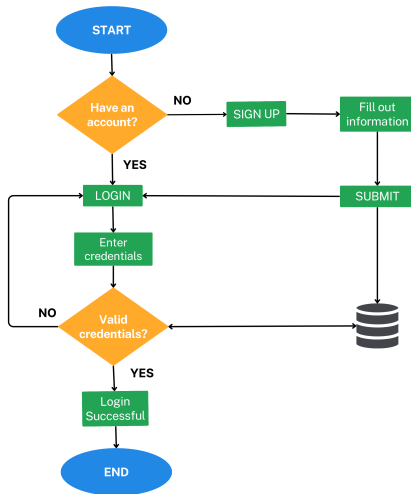 START
Have an
account?
NO
SIGN UP
Fill out
information
YES
LOGIN
SUBMIT
Enter
credentials
NO
Valid
credentials?
YES
Login
Successful
END